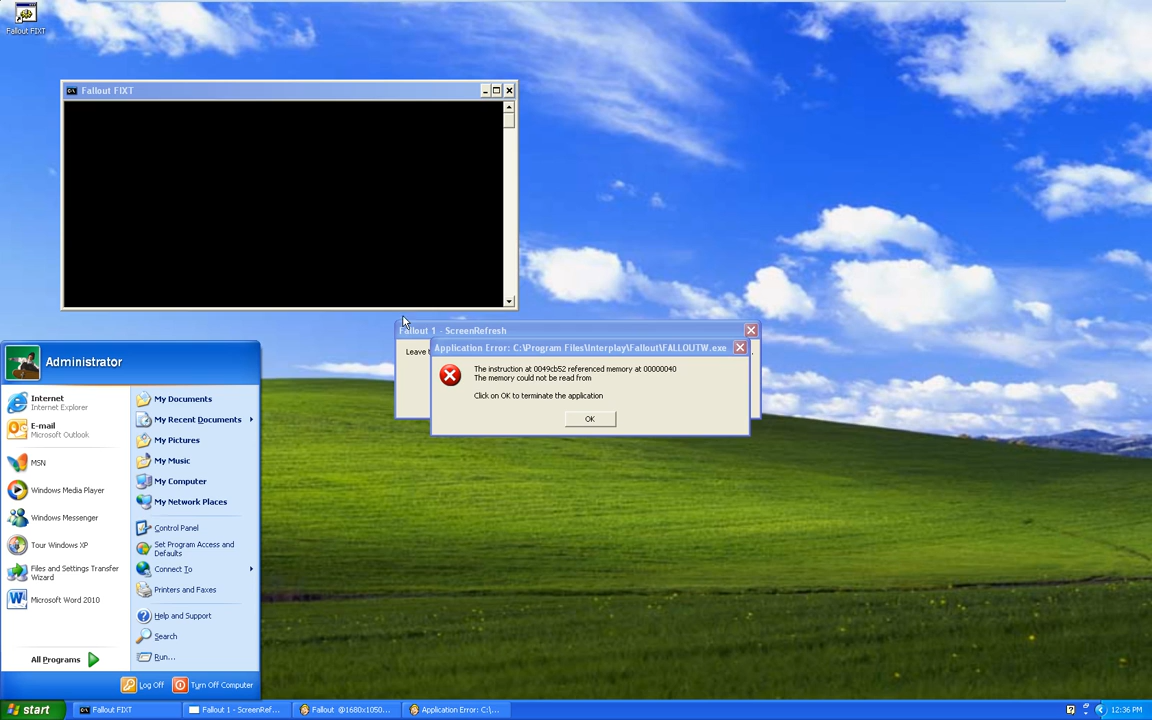 Fallout FIXT
Fallout FIXT
Fallout 1 - ScreenRefresh
Leave t
Application Error: C:\Program Files\Interplay\Fallout\FALLOUTW.exe
The instruction at 0049cb52 referenced memory at 00000040
The memory could not be read from
Click on OK to terminate the application
OK
Administrator
Internet
Internet Explorer
E-mail
Microsoft Outlook
MSN
Windows Media Player
Windows Messenger
Tour Windows XP
Files and Settings Transfer
Wizard
Microsoft Word 2010
All Programs
My Documents
My Recent Documents
My Pictures
My Music
My Computer
My Network Places
Control Panel
Set Program Access and
Defaults
Connect To
Printers and Faxes
Help and Support
Search
Run...
Log Off
Turn Off Computer
start
Fallout FIXT
Fallout 1 - ScreenRef...
Fallout @1680x1050...
Application Error: C:\...
12:36 PM